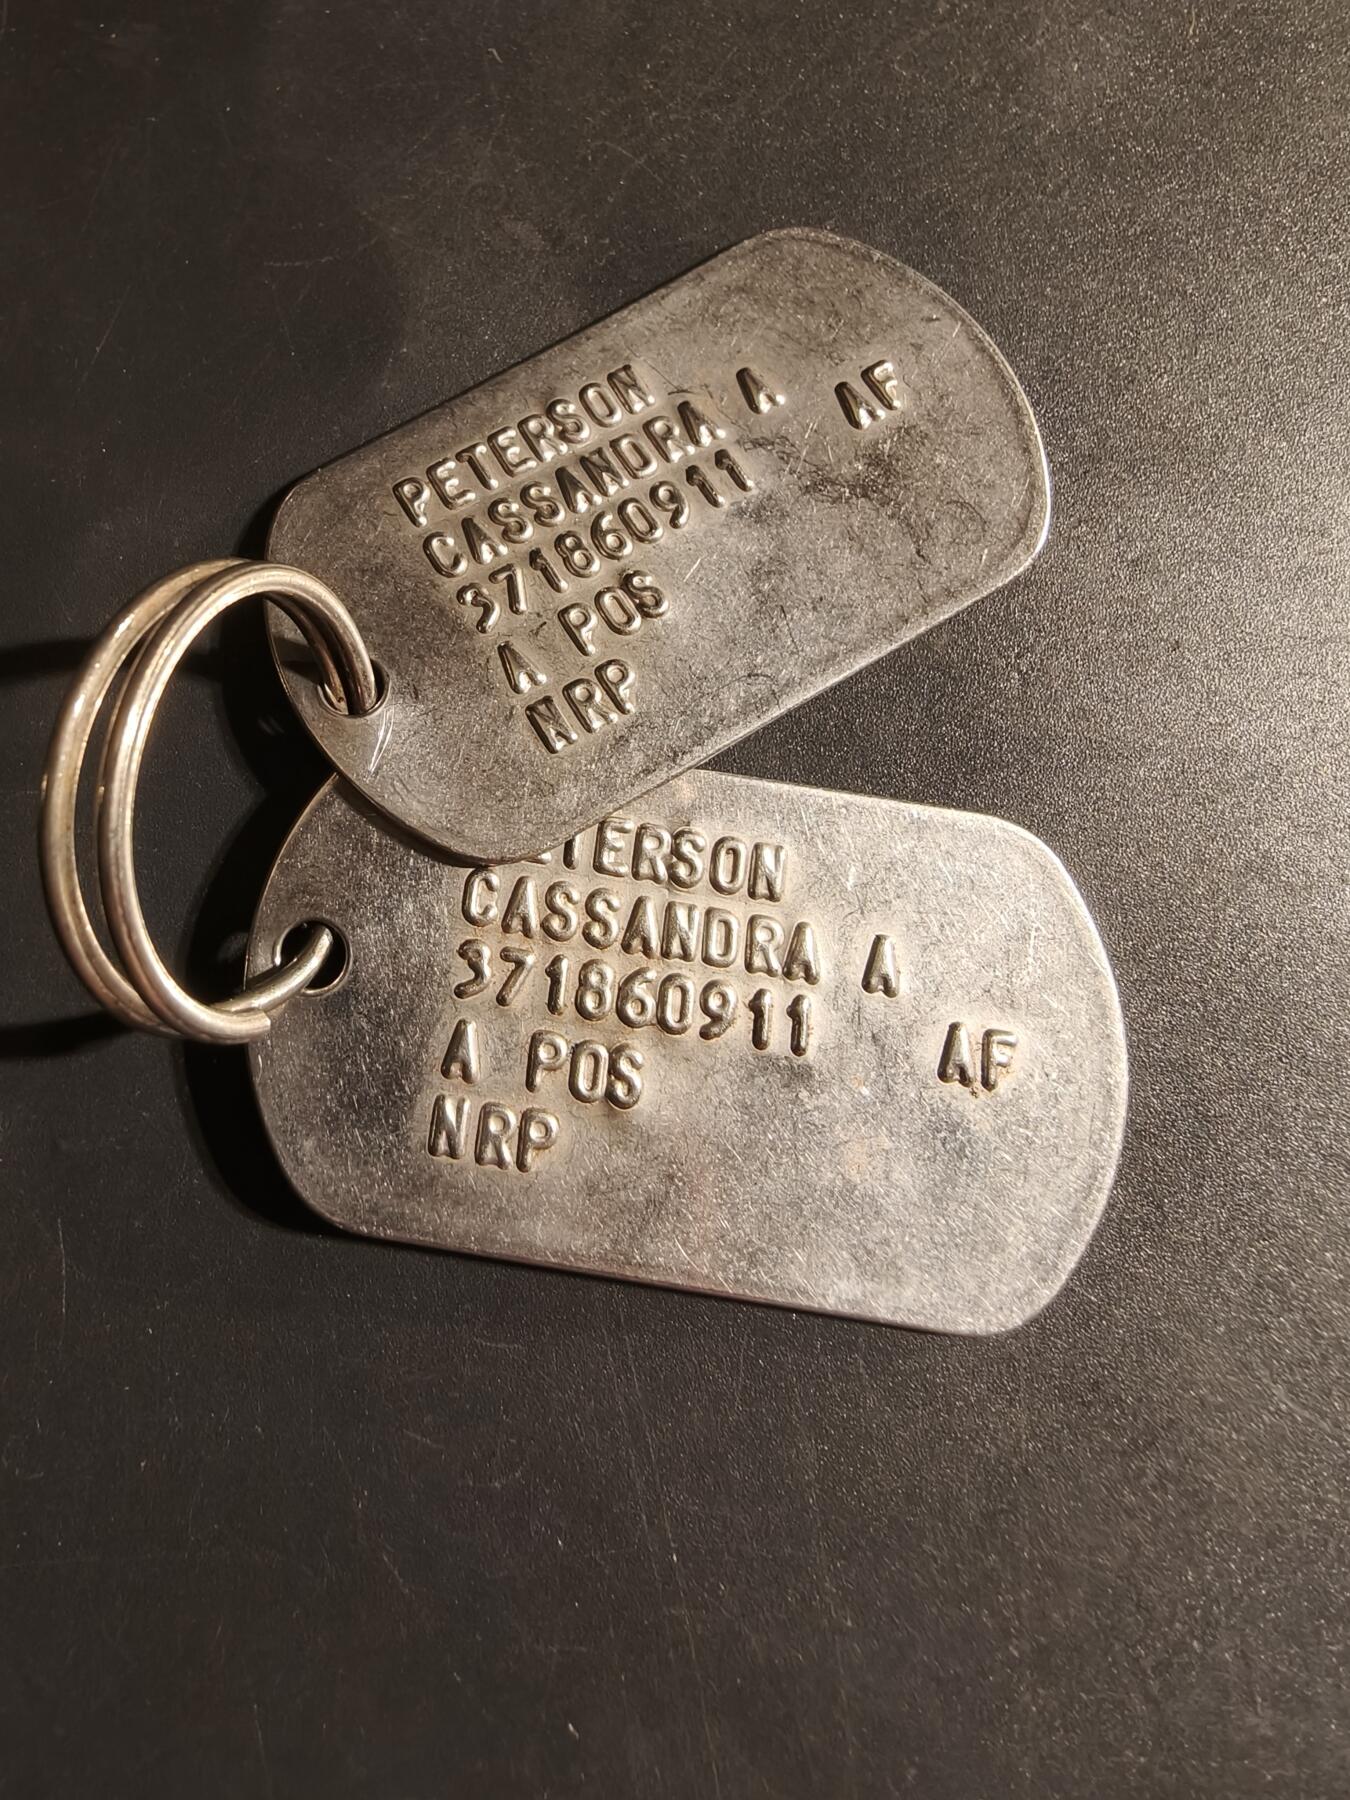 PETERSON
CASSANDRA A
371860911 AF
A POS
NRP
ETERSON
CASSANDRA A
371860911
A POS AF
NRP